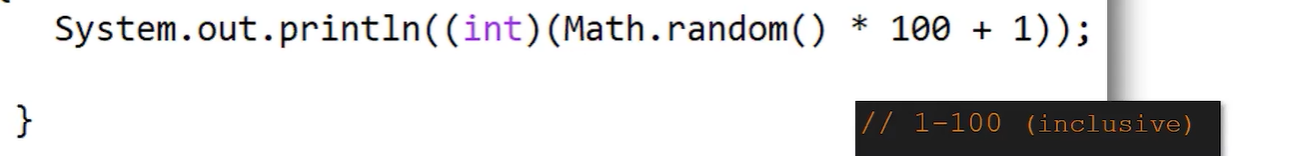 System.out.println((int)(Math.random() * 100 + 1));
}
// 1-100 (inclusive)